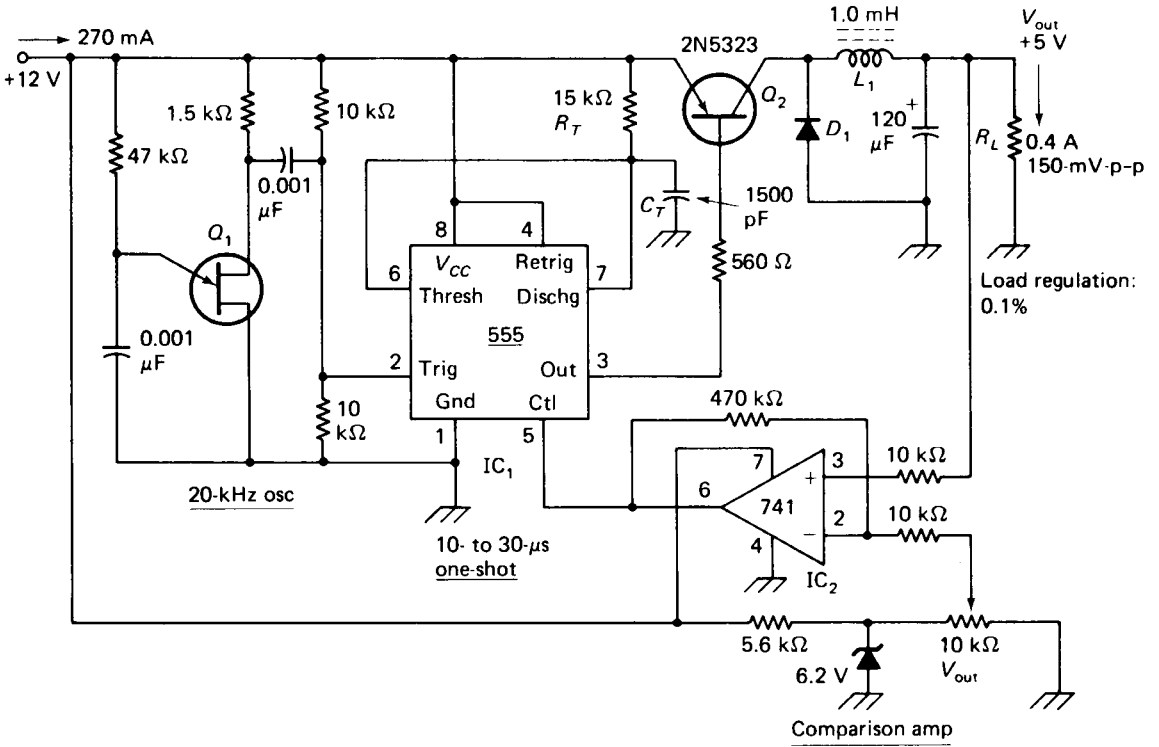 270 mA
+12 V
1.5 kΩ
10 kΩ
47 kΩ
0.001
μF
Q1
0.001
μF
10
kΩ
20-kHz osc
15 kΩ
RT
CT
1500
pF
8
4
VCC
Retrig
6
Thresh
Dischg
7
555
2
Trig
Out
3
Gnd
Ctl
1
5
IC1
10- to 30-μs
one-shot
2N5323
Q2
560 Ω
1.0 mH
L1
D1
120
μF
+
Vout
+5 V
RL
0.4 A
150-mV-p-p
Load regulation:
0.1%
470 kΩ
7
3
10 kΩ
6
+
741
2
10 kΩ
4
−
IC2
5.6 kΩ
10 kΩ
Vout
6.2 V
Comparison amp